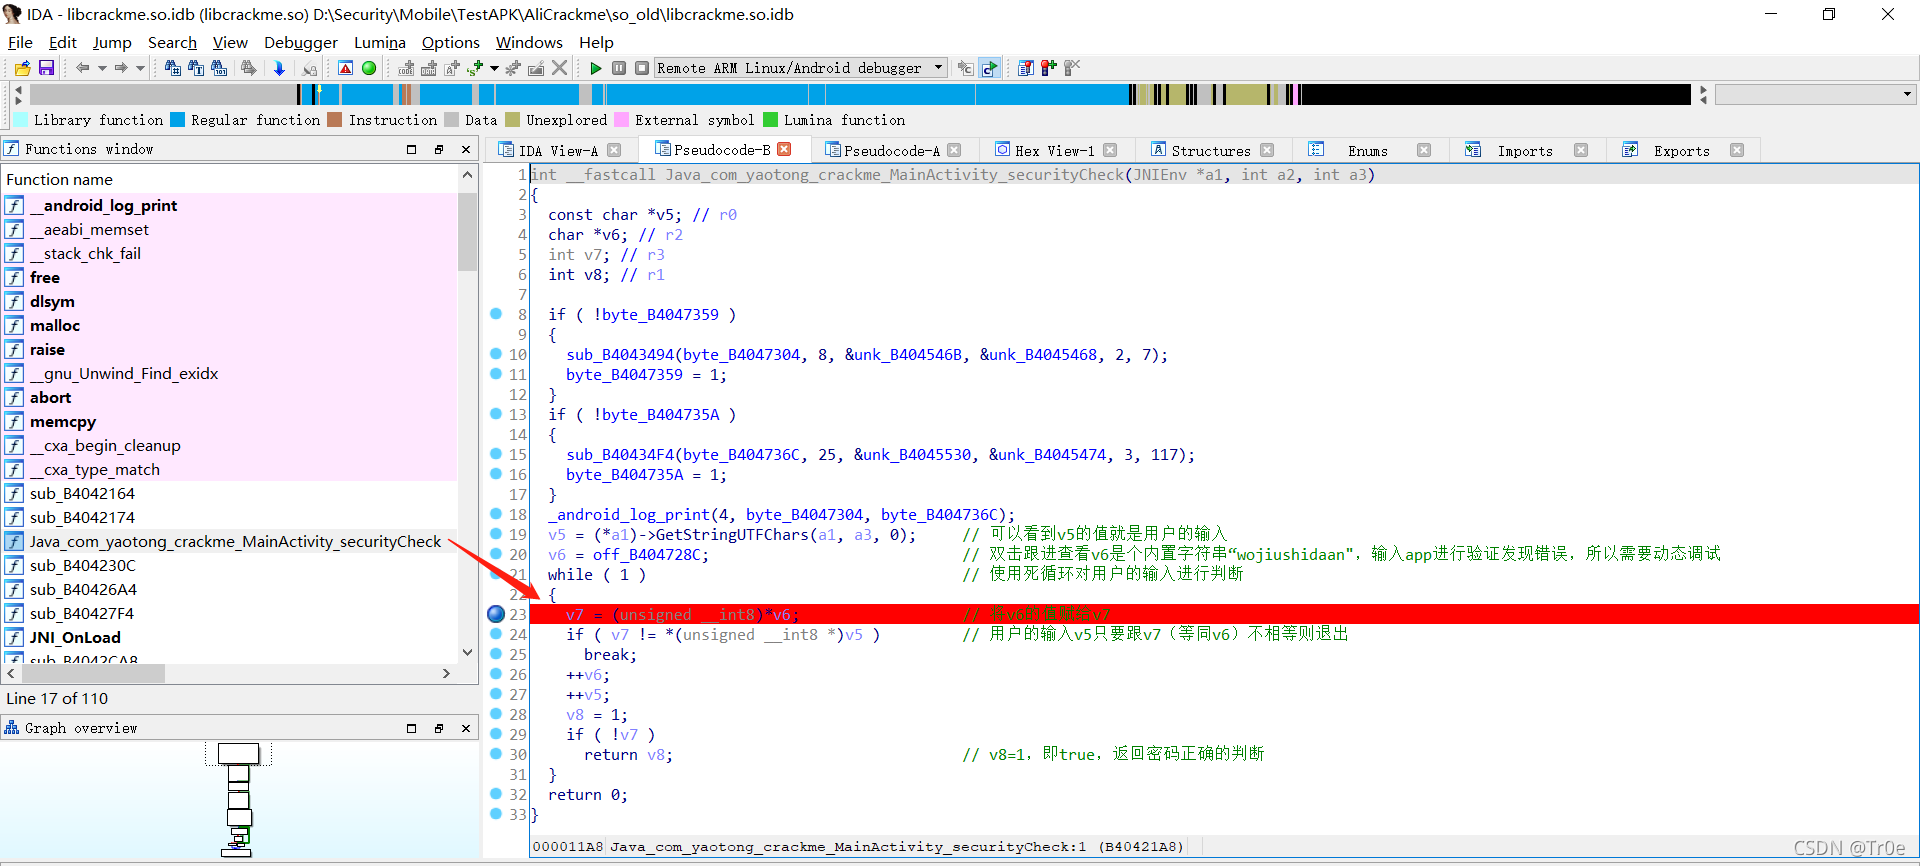 IDA - libcrackme.so.idb (libcrackme.so) D:\Security\Mobile\TestAPK\AliCrackme\so_old\libcrackme.so.idb
File Edit Jump Search View Debugger Lumina Options Windows Help
Remote ARM Linux/Android debugger
Library function Regular function Instruction Data Unexplored External symbol Lumina function
Functions window
Function name
__android_log_print
__aeabi_memset
__stack_chk_fail
free
dlsym
malloc
raise
__gnu_Unwind_Find_exidx
abort
memcpy
__cxa_begin_cleanup
__cxa_type_match
sub_B4042164
sub_B4042174
Java_com_yaotong_crackme_MainActivity_securityCheck
sub_B404230C
sub_B40426A4
sub_B40427F4
JNI_OnLoad
sub_B4042CA8
Line 17 of 110
Graph overview
IDA View-A Pseudocode-B Pseudocode-A Hex View-1 Structures Enums Imports Exports
1 int __fastcall Java_com_yaotong_crackme_MainActivity_securityCheck(JNIEnv *a1, int a2, int a3)
2 {
3 const char *v5; // r0
4 char *v6; // r2
5 int v7; // r3
6 int v8; // r1
7
8 if ( !byte_B4047359 )
9 {
10 sub_B4043494(byte_B4047304, 8, &unk_B404546B, &unk_B4045468, 2, 7);
11 byte_B4047359 = 1;
12 }
13 if ( !byte_B404735A )
14 {
15 sub_B40434F4(byte_B404736C, 25, &unk_B4045530, &unk_B4045474, 3, 117);
16 byte_B404735A = 1;
17 }
18 _android_log_print(4, byte_B4047304, byte_B404736C);
19 v5 = (*a1)->GetStringUTFChars(a1, a3, 0); // 可以看到v5的值就是用户的输入
20 v6 = off_B404728C; // 双击跟进查看v6是个内置字符串“wojiushidaan"，输入app进行验证发现错误，所以需要动态调试
21 while ( 1 ) // 使用死循环对用户的输入进行判断
22 {
23 v7 = (unsigned __int8)*v6; // 将v6的值赋给v7
24 if ( v7 != *(unsigned __int8 *)v5 ) // 用户的输入v5只要跟v7（等同v6）不相等则退出
25 break;
26 ++v6;
27 ++v5;
28 v8 = 1;
29 if ( !v7 )
30 return v8; // v8=1，即true，返回密码正确的判断
31 }
32 return 0;
33 }
000011A8 Java_com_yaotong_crackme_MainActivity_securityCheck:1 (B40421A8)
CSDN @Tr0e